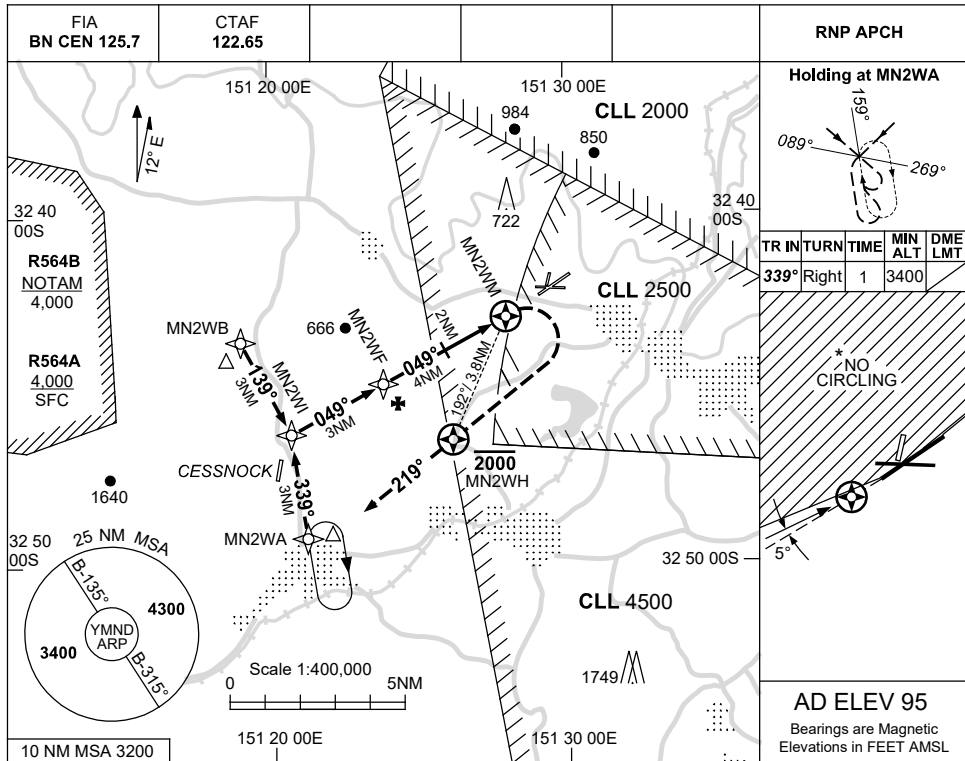 FIA
BN CEN 125.7
CTAF
122.65
RNP APCH
151 20 00E
151 30 00E
CLL 2000
984
850
12° E
32 40
00S
32 40
00S
722
R564B
NOTAM
4,000
R564A
4,000
SFC
CLL 2500
MN2WM
MN2WB
666
MN2WF
2NM
049°
4NM
139°
3NM
MN2WI
049°
3NM
192°/ 3.8NM
CESSNOCK
339°
3NM
219°
2000
MN2WH
1640
MN2WA
32 50
00S
32 50 00S
25 NM MSA
B-135°
4300
YMND
ARP
3400
B-315°
CLL 4500
1749
Scale 1:400,000
0
5NM
10 NM MSA 3200
151 20 00E
151 30 00E
Holding at MN2WA
159°
089°
269°
TR IN TURN TIME MIN ALT DME LMT
339° Right 1 3400
*NO
CIRCLING
5°
AD ELEV 95
Bearings are Magnetic
Elevations in FEET AMSL